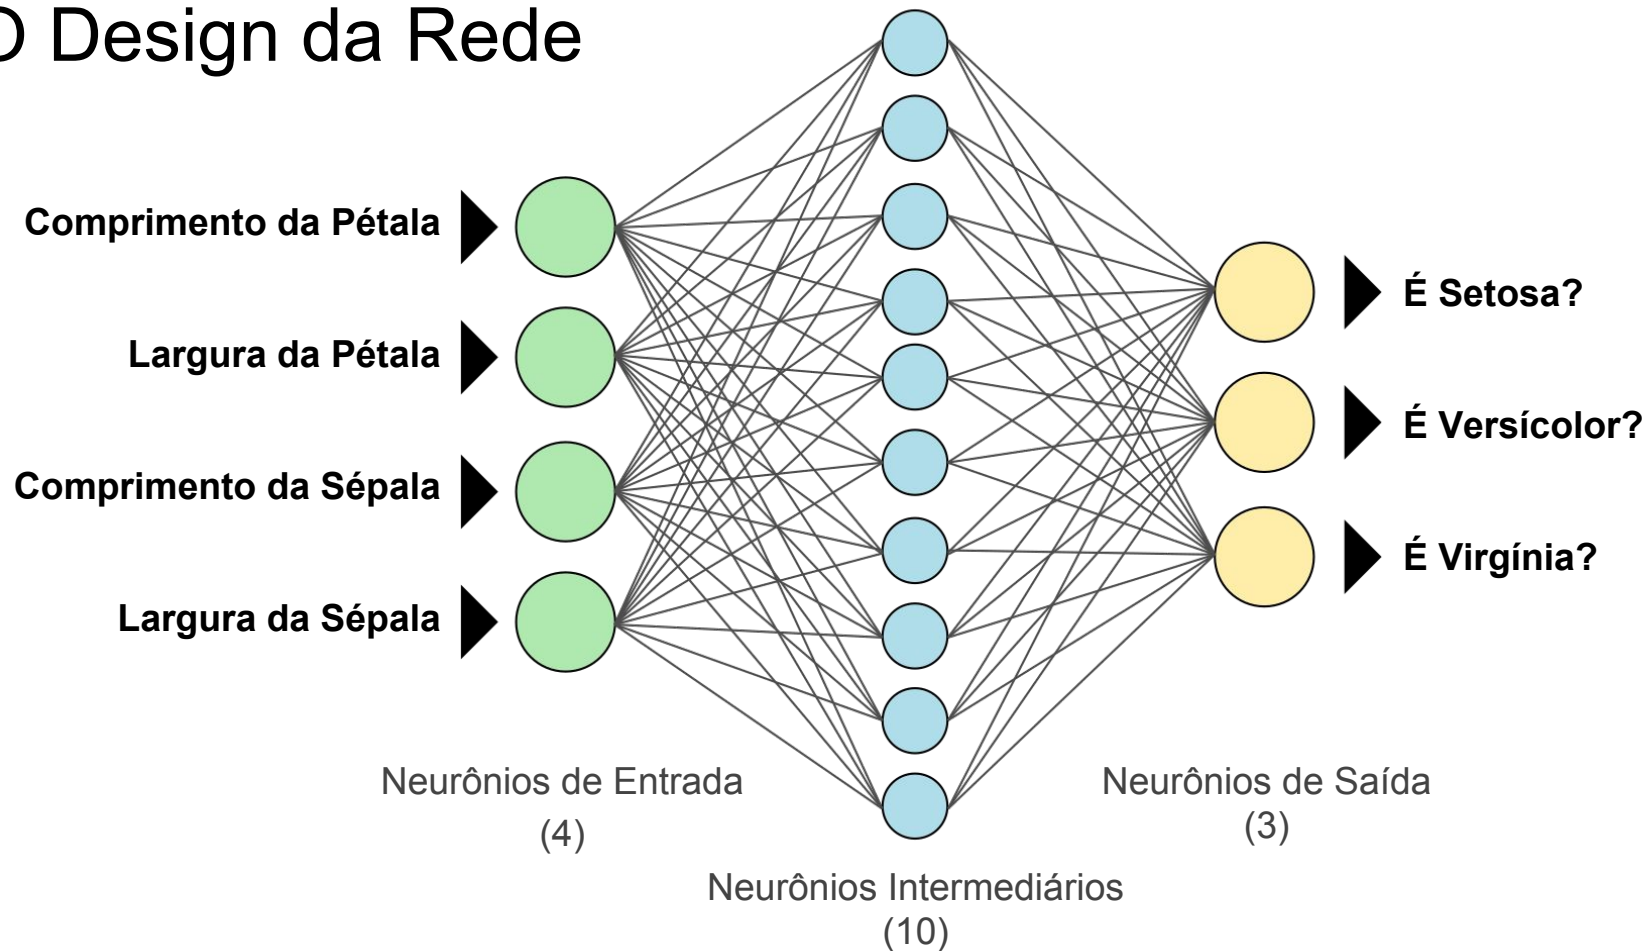 O Design da Rede
Comprimento da Pétala
Largura da Pétala
Comprimento da Sépala
Largura da Sépala
É Setosa?
É Versícolor?
É Virgínia?
Neurônios de Entrada
(4)
Neurônios Intermediários
(10)
Neurônios de Saída
(3)